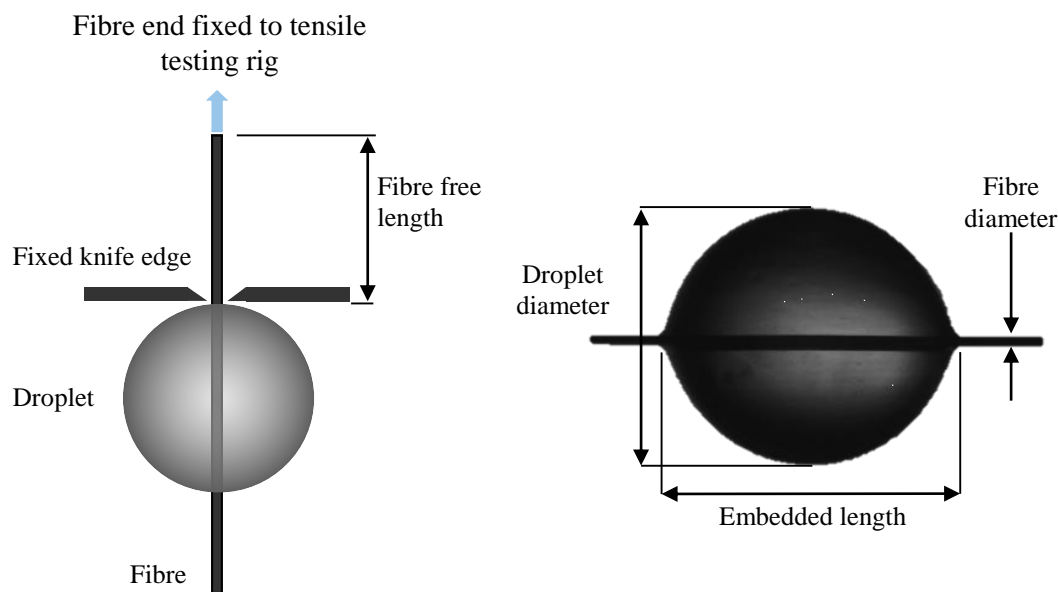 Fibre end fixed to tensile
testing rig
Fibre free
length
Fixed knife edge
Droplet
Fibre
Fibre
diameter
Droplet
diameter
Embedded length